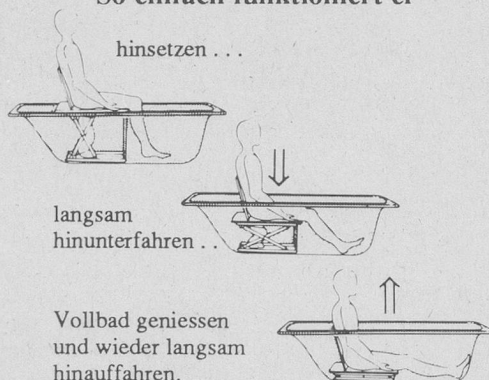 So einfach funktioniert er
hinsetzen . . .
langsam
hinunterfahren . .
Vollbad geniessen
und wieder langsam
hinauffahren.